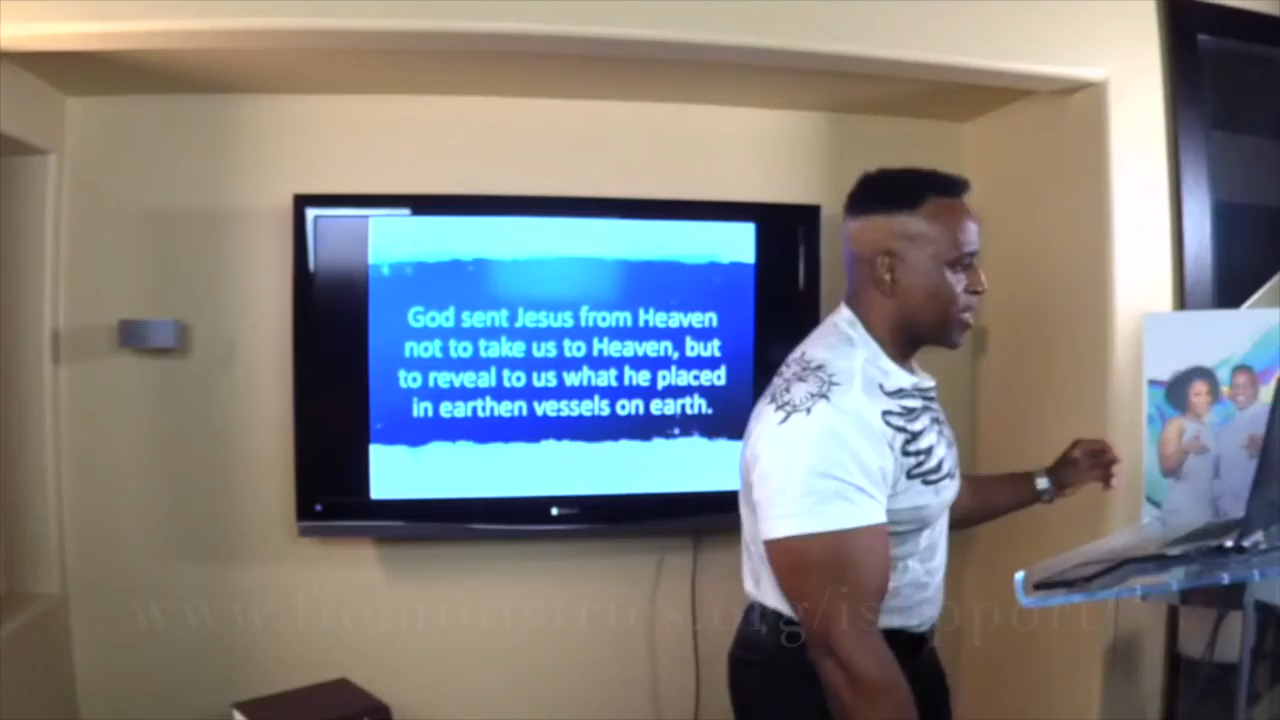 God sent Jesus from Heaven
not to take us to Heaven, but
to reveal to us what he placed
in earthen vessels on earth.